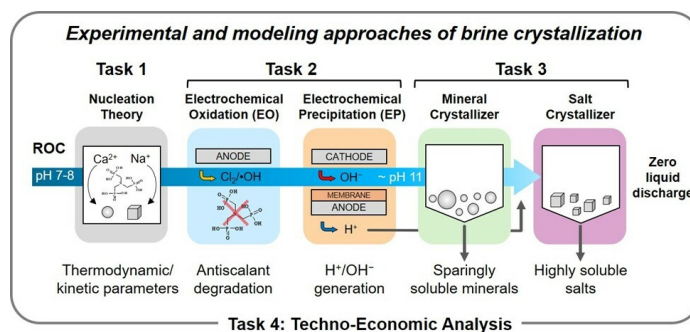 Experimental and modeling approaches of brine crystallization
Task 1
Task 2
Task 3
Nucleation
Theory
Electrochemical
Oxidation (EO)
Electrochemical
Precipitation (EP)
Mineral
Crystallizer
Salt
Crystallizer
ROC
pH 7-8
Ca²⁺
Na⁺
ANODE
Cl₂/•OH
CATHODE
OH⁻
~ pH 11
MEMBRANE
ANODE
H⁺
Zero
liquid
discharge
Thermodynamic/
kinetic parameters
Antiscalant
degradation
H⁺/OH⁻
generation
Sparingly
soluble minerals
Highly soluble
salts
Task 4: Techno-Economic Analysis